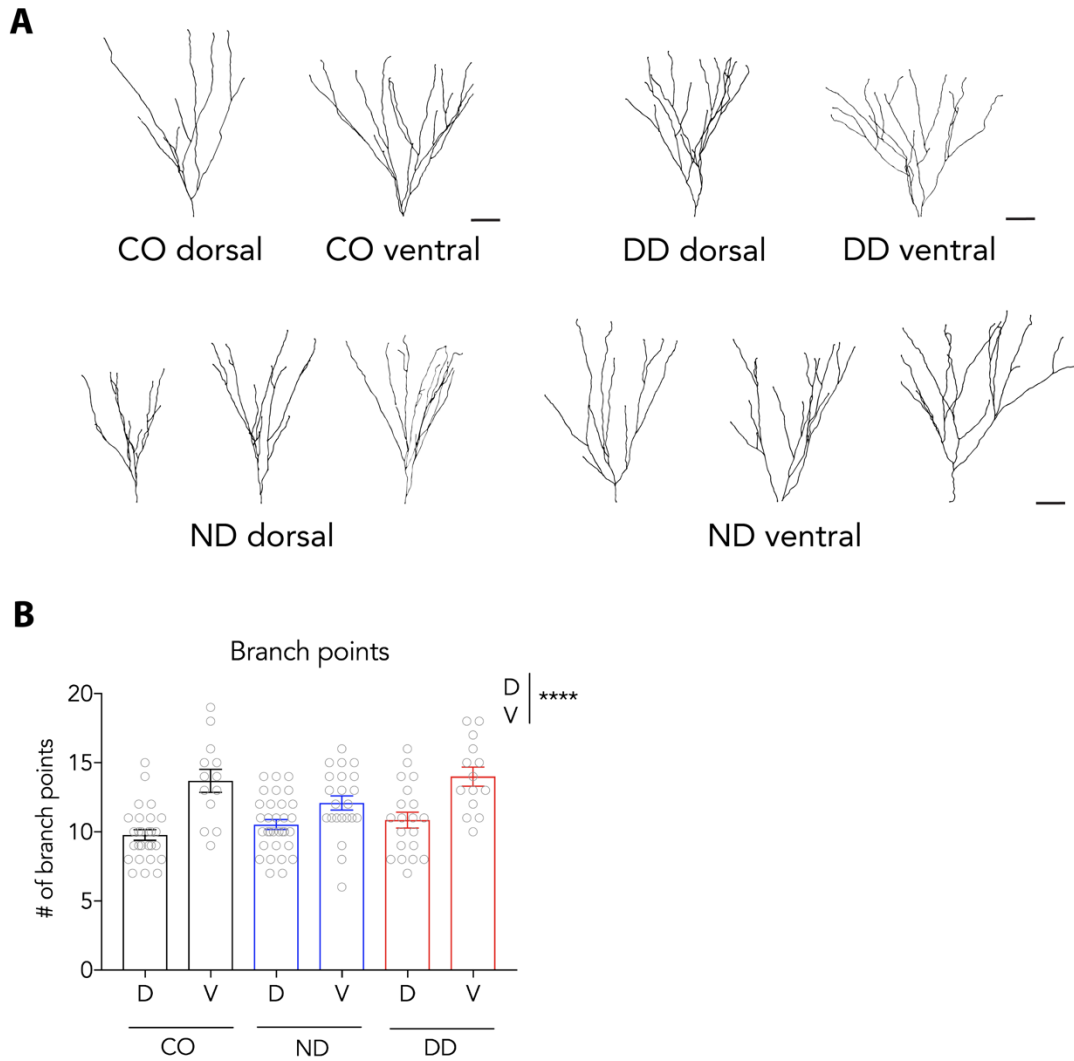 A
CO dorsal
CO ventral
DD dorsal
DD ventral
ND dorsal
ND ventral
B
Branch points
D
V
****
# of branch points
20
15
10
5
0
D V D V D V
CO ND DD